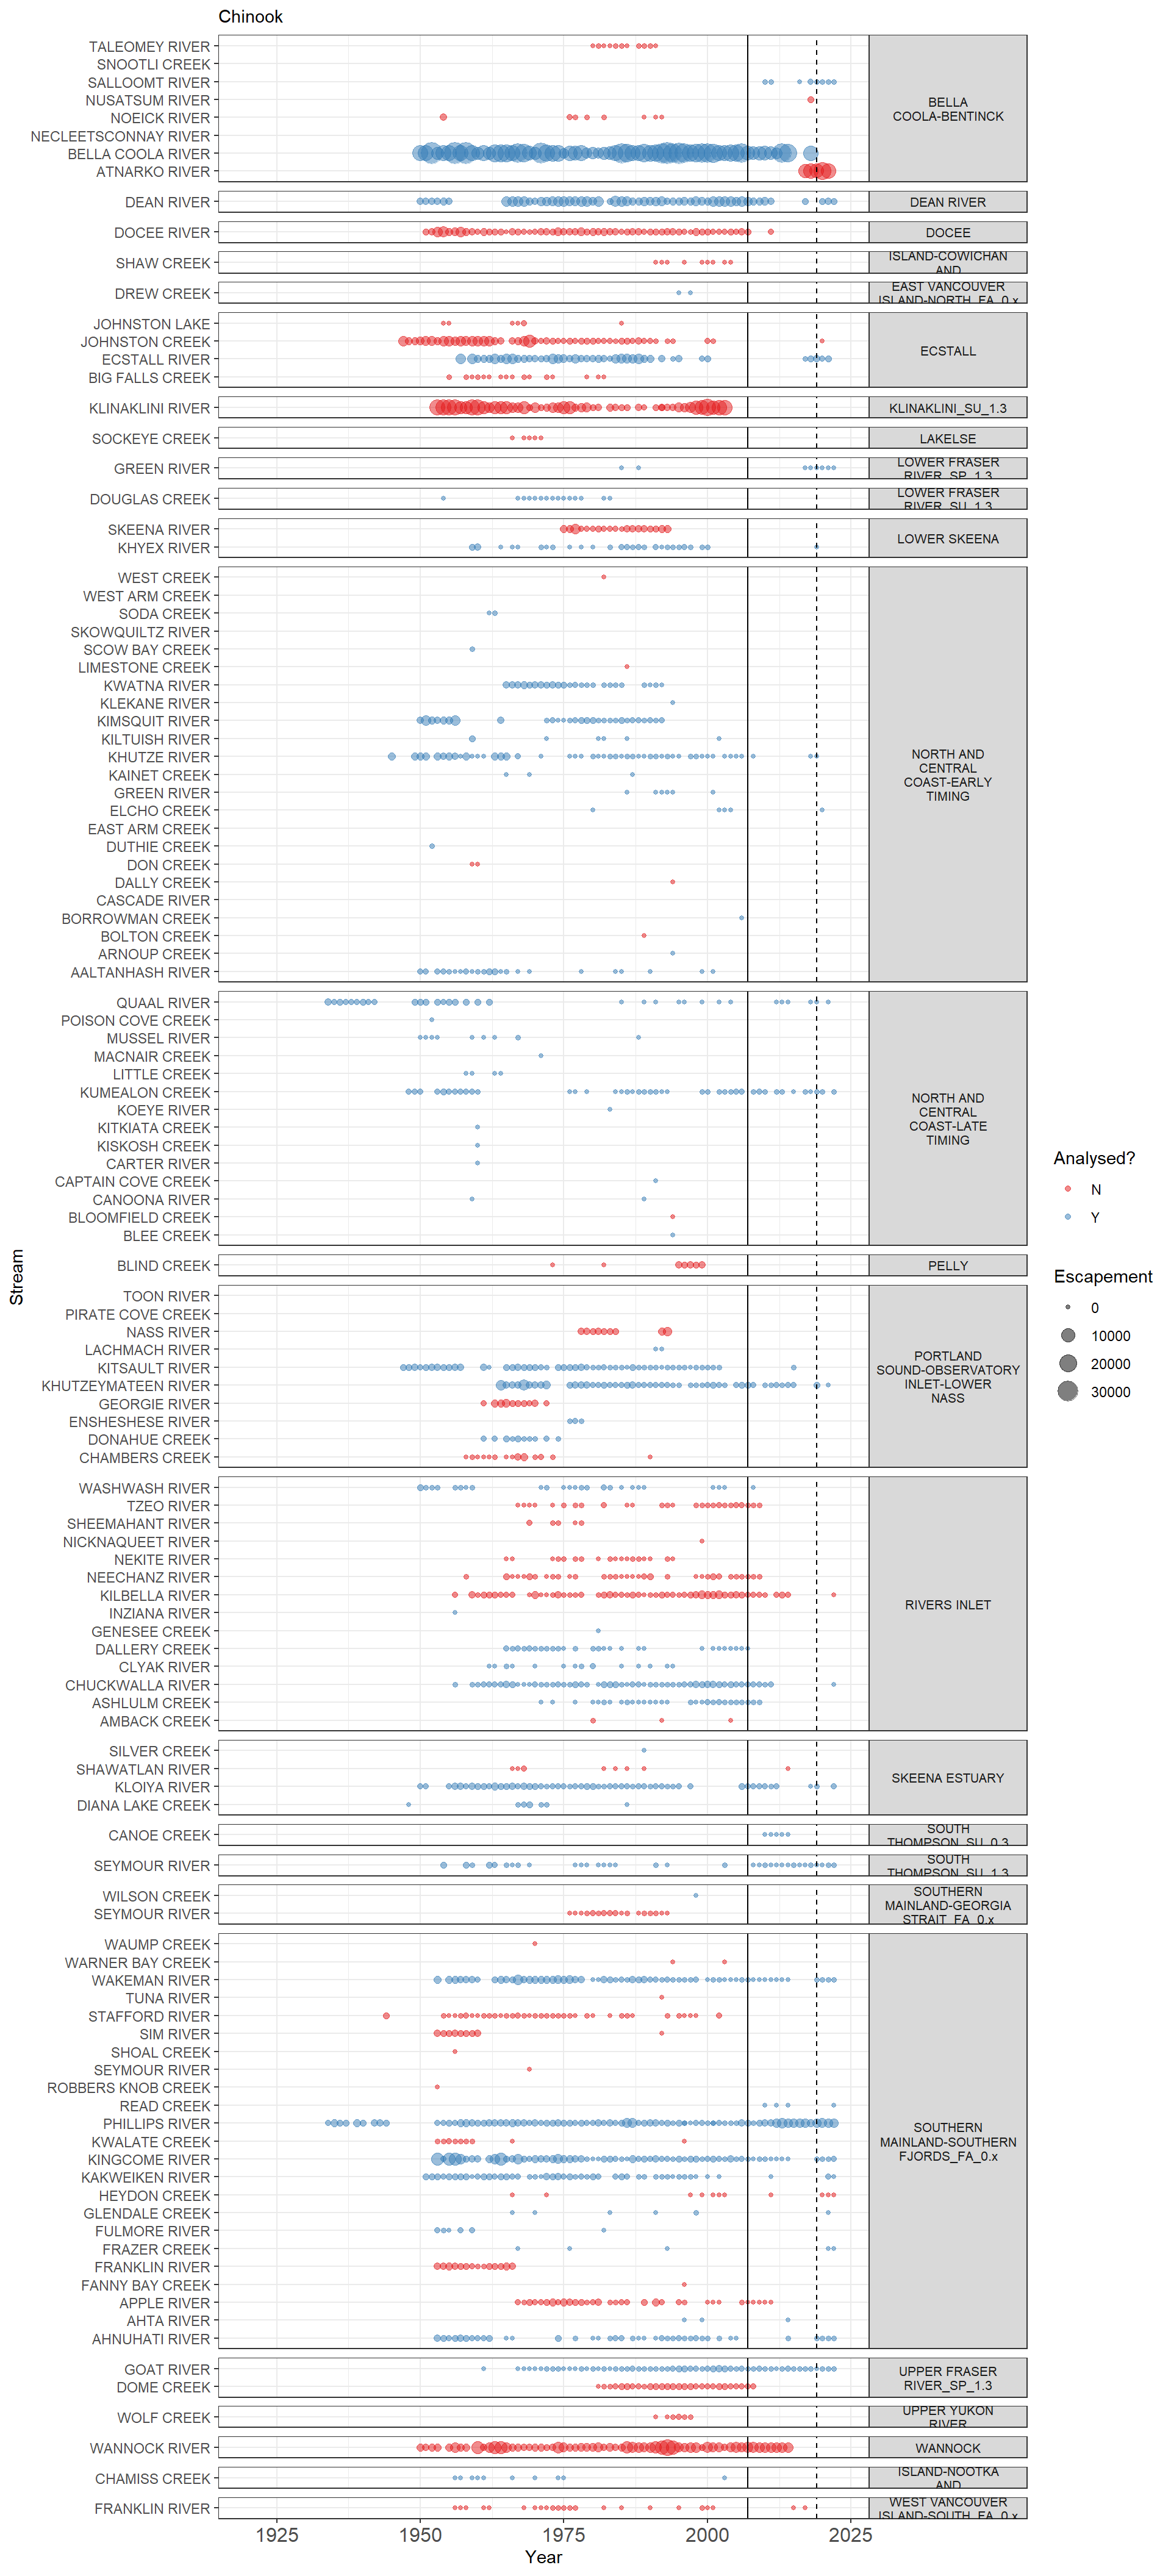 Chinook
TALEOMEY RIVER
SNOOTLI CREEK
SALLOOMT RIVER
NUSATSUM RIVER
NOEICK RIVER
NECLEETSCONNAY RIVER
BELLA COOLA RIVER
ATNARKO RIVER
BELLA
COOLA-BENTINCK
DEAN RIVER
DEAN RIVER
DOCEE RIVER
DOCEE
SHAW CREEK
ISLAND-COWICHAN
AND
DREW CREEK
EAST VANCOUVER
ISLAND-NORTH_FA_0.x
JOHNSTON LAKE
JOHNSTON CREEK
ECSTALL RIVER
BIG FALLS CREEK
ECSTALL
KLINAKLINI RIVER
KLINAKLINI_SU_1.3
SOCKEYE CREEK
LAKELSE
GREEN RIVER
LOWER FRASER
RIVER_SP_1.3
DOUGLAS CREEK
LOWER FRASER
RIVER_SU_1.3
SKEENA RIVER
KHYEX RIVER
LOWER SKEENA
WEST CREEK
WEST ARM CREEK
SODA CREEK
SKOWQUILTZ RIVER
SCOW BAY CREEK
LIMESTONE CREEK
KWATNA RIVER
KLEKANE RIVER
KIMSQUIT RIVER
KILTUISH RIVER
KHUTZE RIVER
KAINET CREEK
GREEN RIVER
ELCHO CREEK
EAST ARM CREEK
DUTHIE CREEK
DON CREEK
DALLY CREEK
CASCADE RIVER
BORROWMAN CREEK
BOLTON CREEK
ARNOUP CREEK
AALTANHASH RIVER
NORTH AND
CENTRAL
COAST-EARLY
TIMING
QUAAL RIVER
POISON COVE CREEK
MUSSEL RIVER
MACNAIR CREEK
LITTLE CREEK
KUMEALON CREEK
KOEYE RIVER
KITKIATA CREEK
KISKOSH CREEK
CARTER RIVER
CAPTAIN COVE CREEK
CANOONA RIVER
BLOOMFIELD CREEK
BLEE CREEK
NORTH AND
CENTRAL
COAST-LATE
TIMING
BLIND CREEK
PELLY
TOON RIVER
PIRATE COVE CREEK
NASS RIVER
LACHMACH RIVER
KITSAULT RIVER
KHUTZEYMATEEN RIVER
GEORGIE RIVER
ENSHESHESE RIVER
DONAHUE CREEK
CHAMBERS CREEK
PORTLAND
SOUND-OBSERVATORY
INLET-LOWER
NASS
WASHWASH RIVER
TZEO RIVER
SHEEMAHANT RIVER
NICKNAQUEET RIVER
NEKITE RIVER
NEECHANZ RIVER
KILBELLA RIVER
INZIANA RIVER
GENESEE CREEK
DALLERY CREEK
CLYAK RIVER
CHUCKWALLA RIVER
ASHLULM CREEK
AMBACK CREEK
RIVERS INLET
SILVER CREEK
SHAWATLAN RIVER
KLOIYA RIVER
DIANA LAKE CREEK
SKEENA ESTUARY
CANOE CREEK
SOUTH
THOMPSON_SU_0.3
SEYMOUR RIVER
SOUTH
THOMPSON_SU_1.3
WILSON CREEK
SEYMOUR RIVER
SOUTHERN
MAINLAND-GEORGIA
STRAIT_FA_0.x
WAUMP CREEK
WARNER BAY CREEK
WAKEMAN RIVER
TUNA RIVER
STAFFORD RIVER
SIM RIVER
SHOAL CREEK
SEYMOUR RIVER
ROBBERS KNOB CREEK
READ CREEK
PHILLIPS RIVER
KWALATE CREEK
KINGCOME RIVER
KAKWEIKEN RIVER
HEYDON CREEK
GLENDALE CREEK
FULMORE RIVER
FRAZER CREEK
FRANKLIN RIVER
FANNY BAY CREEK
APPLE RIVER
AHTA RIVER
AHNUHATI RIVER
SOUTHERN
MAINLAND-SOUTHERN
FJORDS_FA_0.x
GOAT RIVER
DOME CREEK
UPPER FRASER
RIVER_SP_1.3
WOLF CREEK
UPPER YUKON
RIVER
WANNOCK RIVER
WANNOCK
CHAMISS CREEK
ISLAND-NOOTKA
AND
FRANKLIN RIVER
WEST VANCOUVER
ISLAND-SOUTH_FA_0.x
1925
1950
1975
2000
2025
Year
Stream
Analysed?
N
Y
Escapement
0
10000
20000
30000